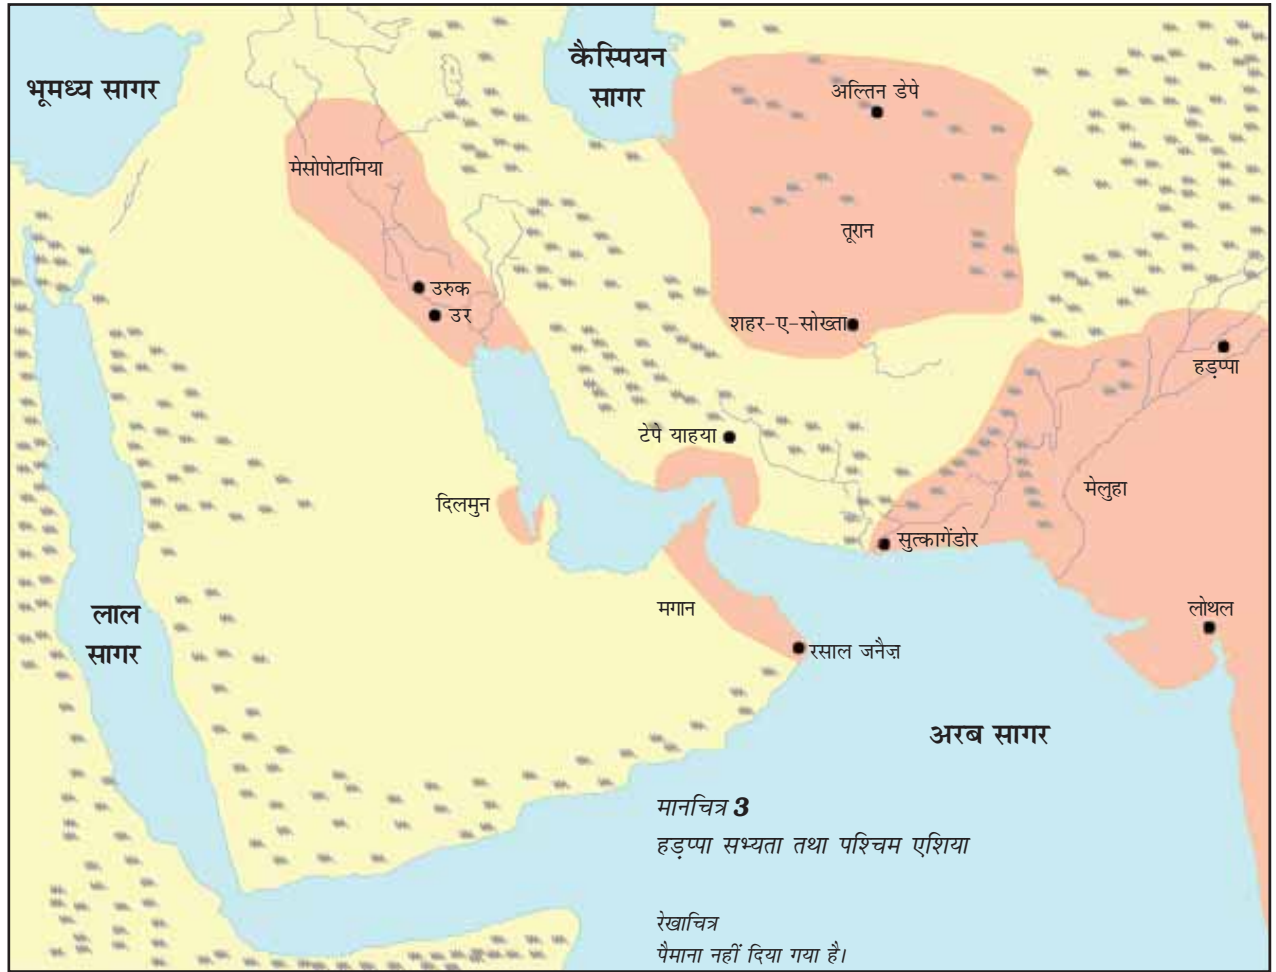 भूमध्य सागर
कैस्पियन
सागर
अल्तिन डेपे
मेसोपोटामिया
तूरान
उरुक
उर
शहर-ए-सोख्ता
हड़प्पा
टेपे याहया
मेलुहा
दिलमुन
सुत्कागेंडोर
लाल
सागर
मगान
लोथल
रसाल जनैज़
अरब सागर
मानचित्र 3
हड़प्पा सभ्यता तथा पश्चिम एशिया
रेखाचित्र
पैमाना नहीं दिया गया है।